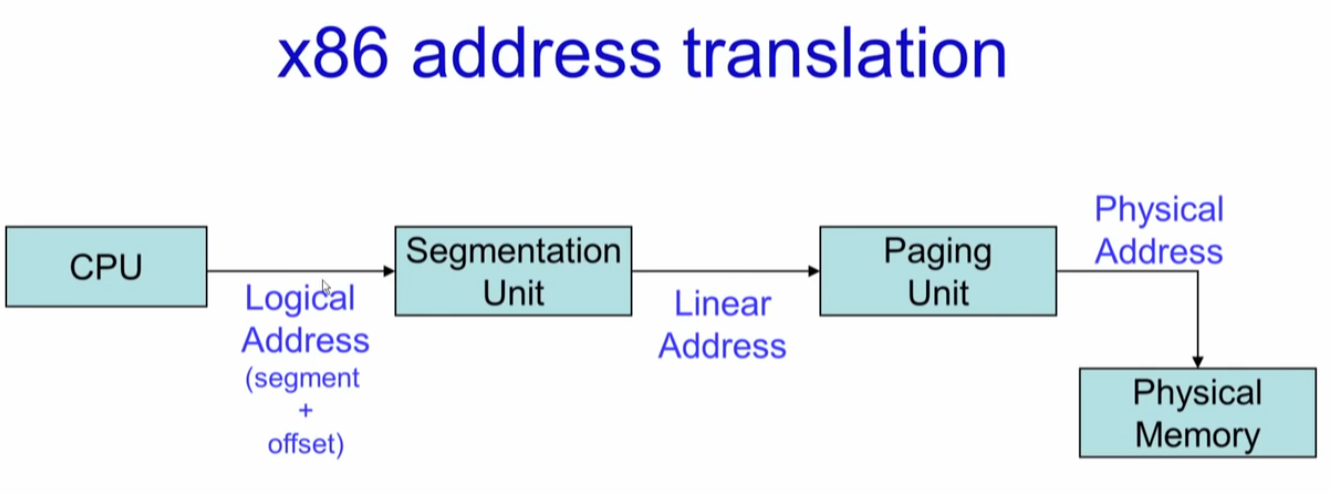 x86 address translation
CPU
Logical
Address
(segment
+
offset)
Segmentation
Unit
Linear
Address
Paging
Unit
Physical
Address
Physical
Memory